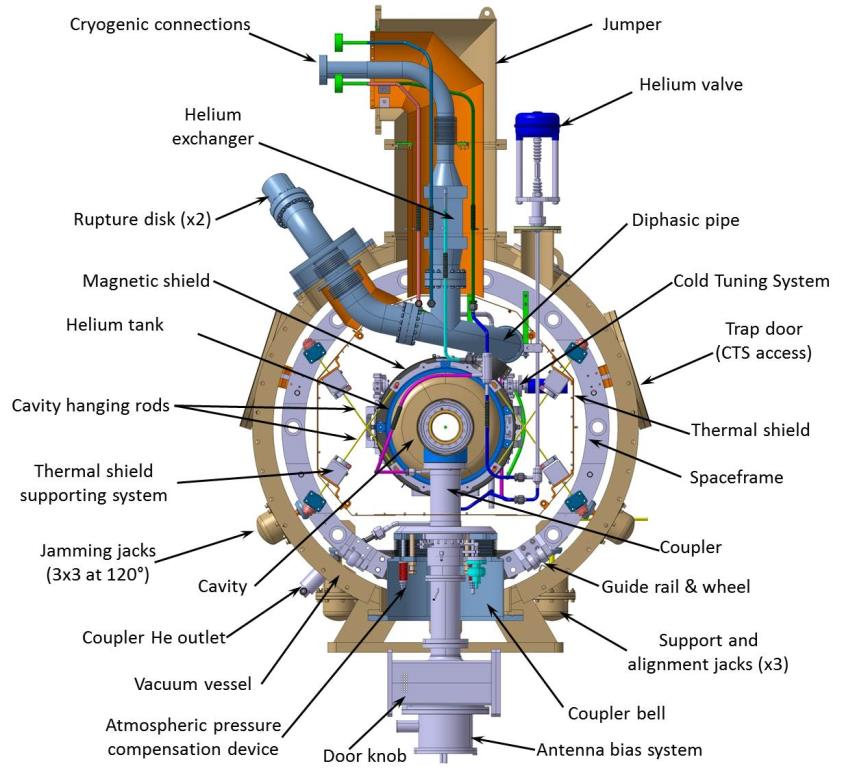 Cryogenic connections
Jumper
Helium valve
Helium
exchanger
Rupture disk (x2)
Diphasic pipe
Magnetic shield
Cold Tuning System
Helium tank
Trap door
(CTS access)
Cavity hanging rods
Thermal shield
Thermal shield
supporting system
Spaceframe
Jamming jacks
(3x3 at 120°)
Coupler
Cavity
Guide rail & wheel
Coupler He outlet
Support and
alignment jacks (x3)
Vacuum vessel
Coupler bell
Atmospheric pressure
compensation device
Door knob
Antenna bias system